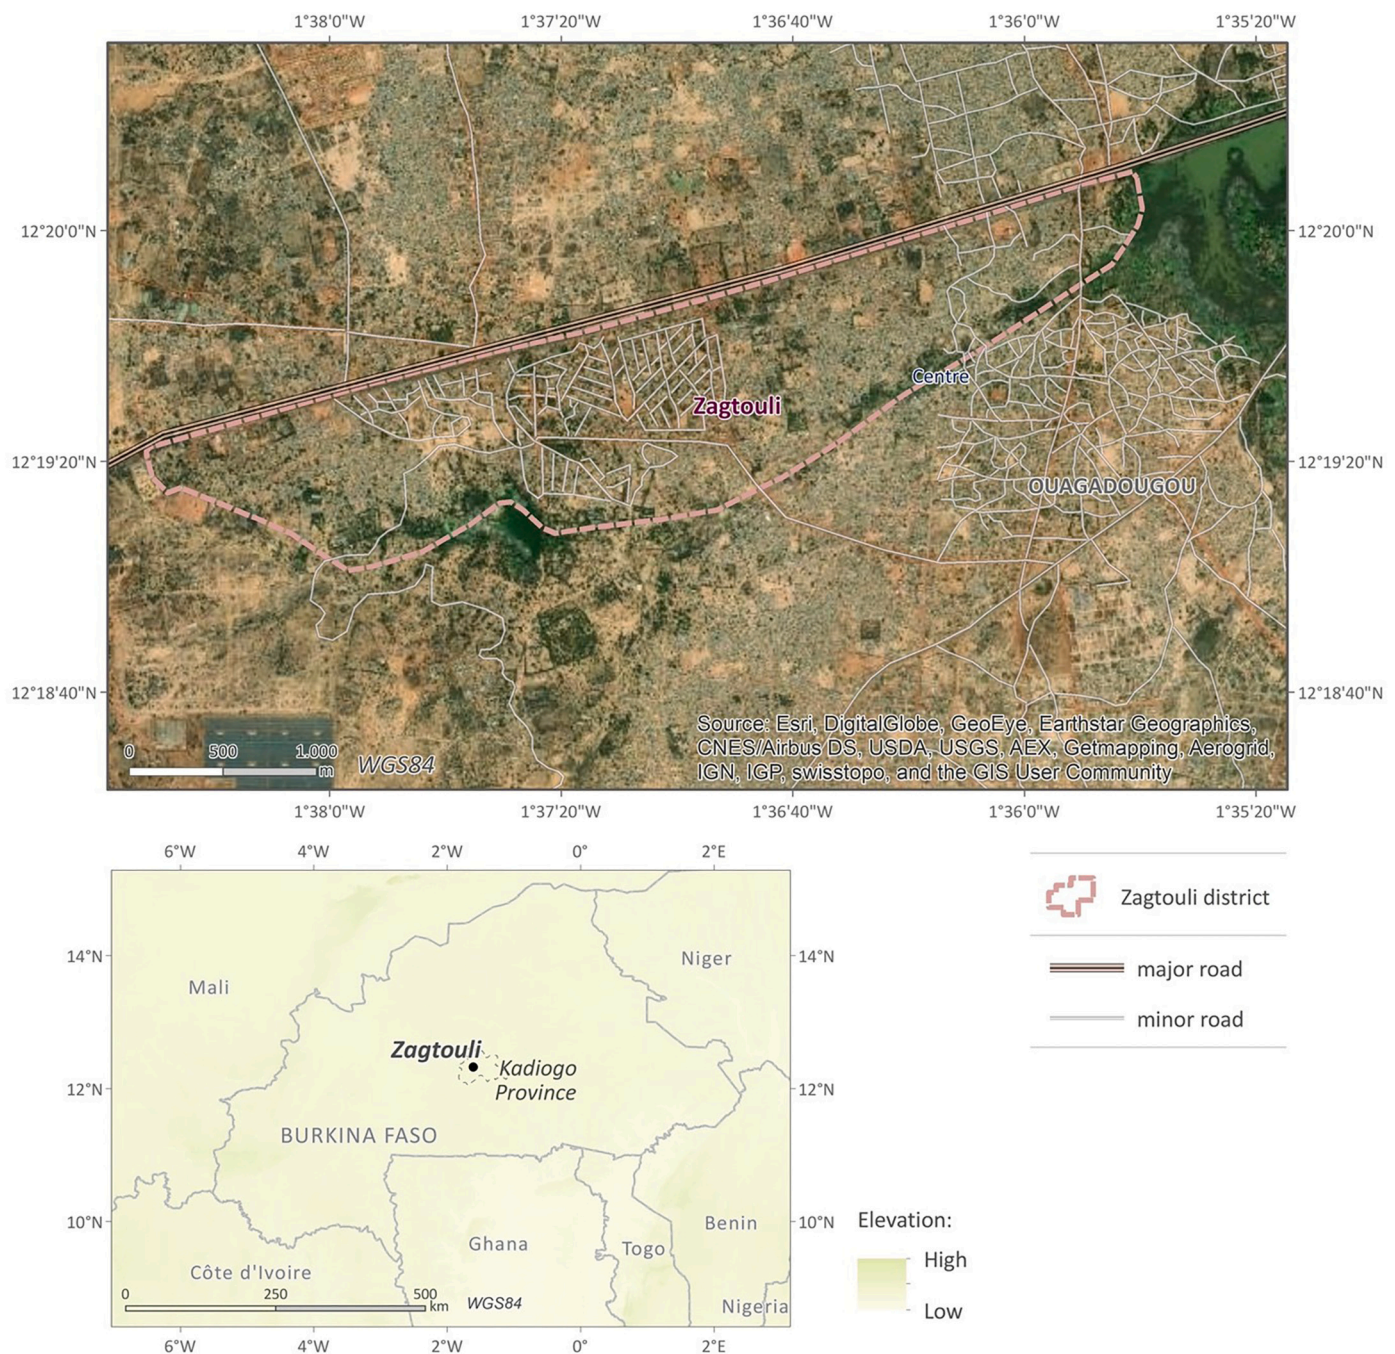 1°38'0"W 1°37'20"W 1°36'40"W 1°36'0"W 1°35'20"W
12°20'0"N 12°20'0"N
Centre
Zagtouli
12°19'20"N 12°19'20"N
OUAGADOUGOU
12°18'40"N 12°18'40"N
Source: Esri, DigitalGlobe, GeoEye, Earthstar Geographics,
CNES/Airbus DS, USDA, USGS, AEX, Getmapping, Aerogrid,
IGN, IGP, swisstopo, and the GIS User Community
0 500 1.000
m
WGS84
1°38'0"W 1°37'20"W 1°36'40"W 1°36'0"W 1°35'20"W
6°W 4°W 2°W 0° 2°E
14°N 14°N
Niger
Mali
Zagtouli
Kadiogo
Province
12°N 12°N
BURKINA FASO
10°N 10°N
Benin
Ghana
Togo
Côte d'Ivoire
Nigeria
0 250 500
km
WGS84
6°W 4°W 2°W 0° 2°E
Zagtouli district
major road
minor road
Elevation:
High
Low